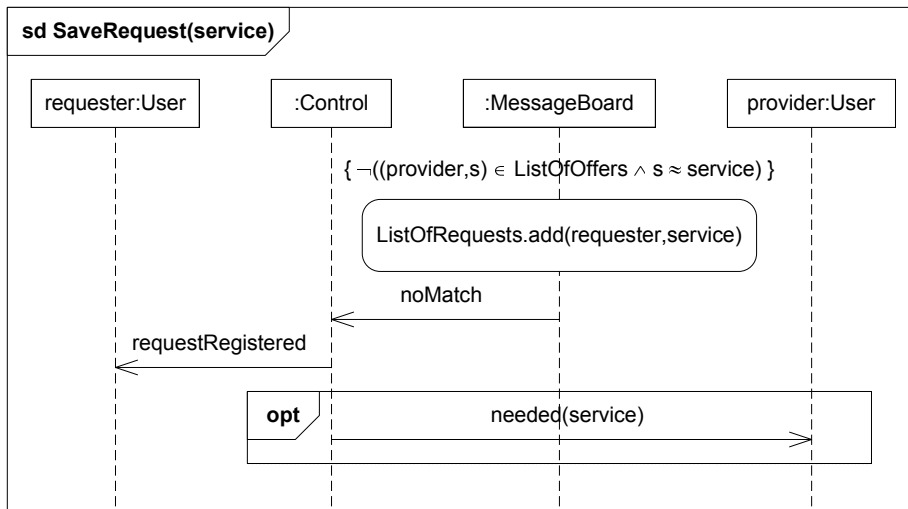 sd SaveRequest(service)
requester:User
:Control
:MessageBoard
provider:User
{ ¬((provider,s) ∈ ListOfOffers ∧ s ≈ service) }
ListOfRequests.add(requester,service)
noMatch
requestRegistered
opt
needed(service)